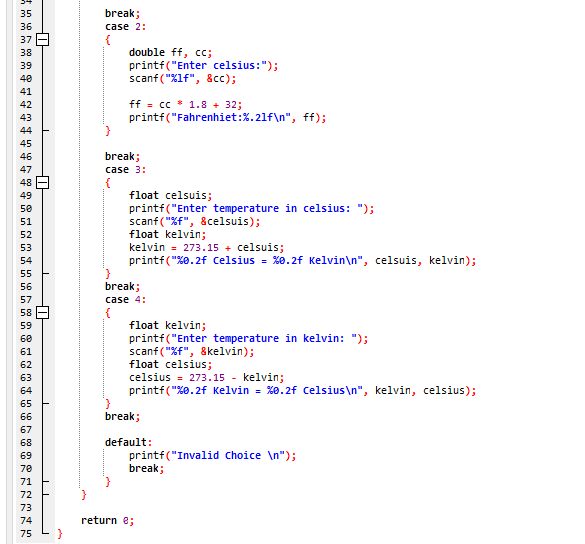 34
35 break;
36 case 2:
37 {
38 double ff, cc;
39 printf("Enter celsius:");
40 scanf("%lf", &cc);
41
42 ff = cc * 1.8 + 32;
43 printf("Fahrenhiet:%.2lf\n", ff);
44 }
45
46 break;
47 case 3:
48 {
49 float celsuis;
50 printf("Enter temperature in celsius: ");
51 scanf("%f", &celsuis);
52 float kelvin;
53 kelvin = 273.15 + celsuis;
54 printf("%0.2f Celsius = %0.2f Kelvin\n", celsuis, kelvin);
55 }
56 break;
57 case 4:
58 {
59 float kelvin;
60 printf("Enter temperature in kelvin: ");
61 scanf("%f", &kelvin);
62 float celsius;
63 celsius = 273.15 - kelvin;
64 printf("%0.2f Kelvin = %0.2f Celsius\n", kelvin, celsius);
65 }
66 break;
67
68 default:
69 printf("Invalid Choice \n");
70 break;
71 }
72 }
73
74 return 0;
75 }